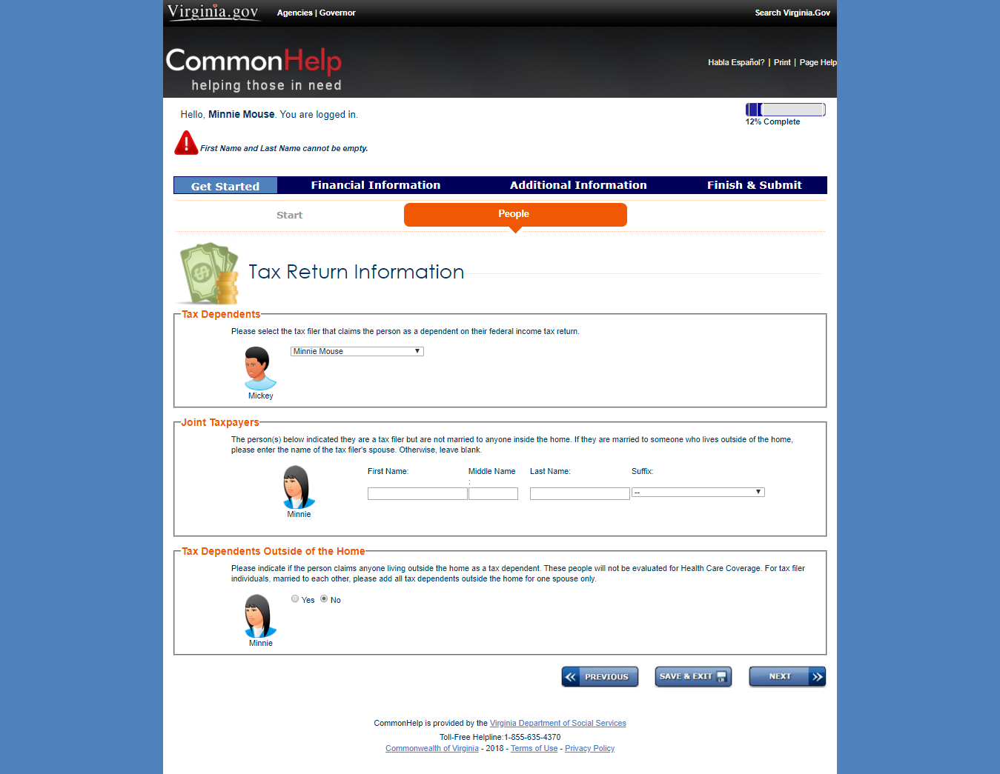 Virginia.gov Agencies | Governor Search Virginia.Gov
CommonHelp
helping those in need
Habla Español? | Print | Page Help
Hello, Minnie Mouse. You are logged in.
12% Complete
First Name and Last Name cannot be empty.
Get Started Financial Information Additional Information Finish & Submit
Start People
Tax Return Information
Tax Dependents
Please select the tax filer that claims the person as a dependent on their federal income tax return.
Minnie Mouse
Mickey
Joint Taxpayers
The person(s) below indicated they are a tax filer but are not married to anyone inside the home. If they are married to someone who lives outside of the home,
please enter the name of the tax filer's spouse. Otherwise, leave blank.
First Name: Middle Name Last Name: Suffix:
:
--
Minnie
Tax Dependents Outside of the Home
Please indicate if the person claims anyone living outside the home as a tax dependent. These people will not be evaluated for Health Care Coverage. For tax filer
individuals, married to each other, please add all tax dependents outside the home for one spouse only.
Yes No
Minnie
PREVIOUS SAVE & EXIT NEXT
CommonHelp is provided by the Virginia Department of Social Services
Toll-Free Helpline:1-855-635-4370
Commonwealth of Virginia - 2018 - Terms of Use - Privacy Policy